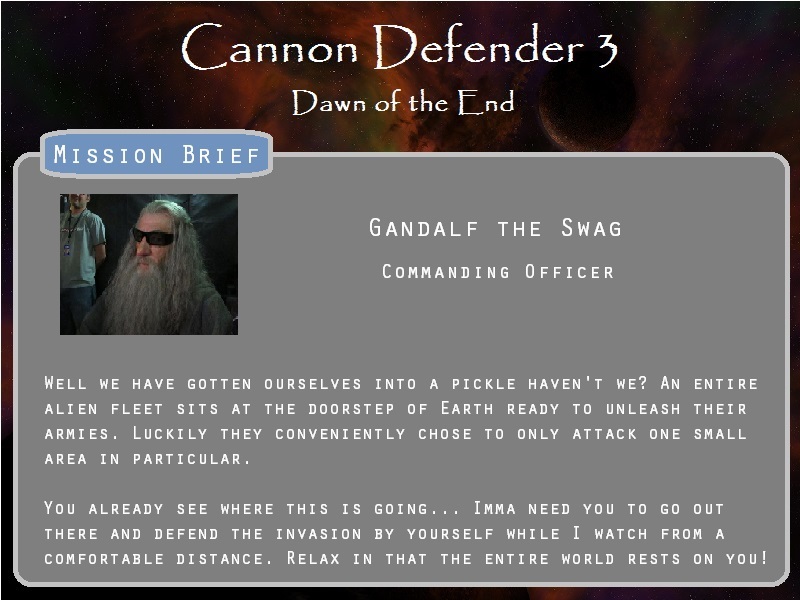 Cannon Defender 3
Dawn of the End
Mission Brief
Gandalf the Swag
Commanding Officer
Well we have gotten ourselves into a pickle haven't we? An entire
alien fleet sits at the doorstep of Earth ready to unleash their
armies. Luckily they conveniently chose to only attack one small
area in particular.
You already see where this is going... Imma need you to go out
there and defend the invasion by yourself while I watch from a
comfortable distance. Relax in that the entire world rests on you!